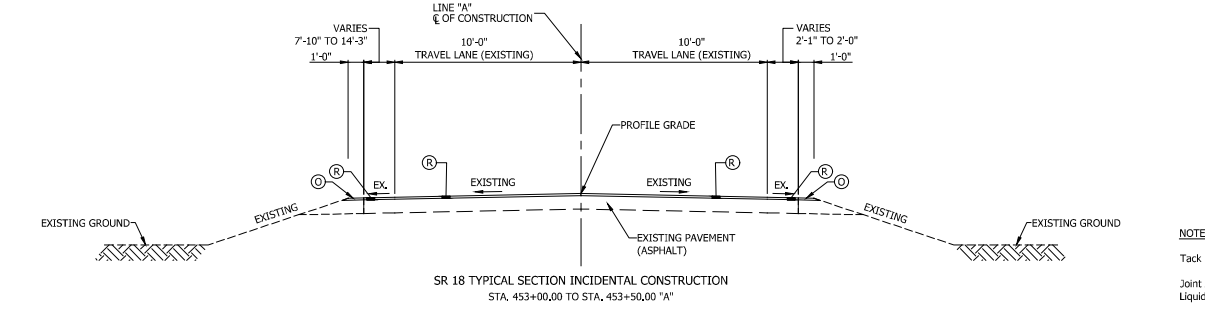 LINE "A"
℄ OF CONSTRUCTION
VARIES
7'-10" TO 14'-3"
1'-0"
10'-0"
TRAVEL LANE (EXISTING)
10'-0"
TRAVEL LANE (EXISTING)
VARIES
2'-1" TO 2'-0"
1'-0"
PROFILE GRADE
O
R
EX.
R
EXISTING
EXISTING
R
EX.
R
O
EXISTING GROUND
EXISTING
EXISTING
EXISTING GROUND
EXISTING PAVEMENT
(ASPHALT)
SR 18 TYPICAL SECTION INCIDENTAL CONSTRUCTION
STA. 453+00.00 TO STA. 453+50.00 "A"
NOTE
Tack
Joint
Liquid